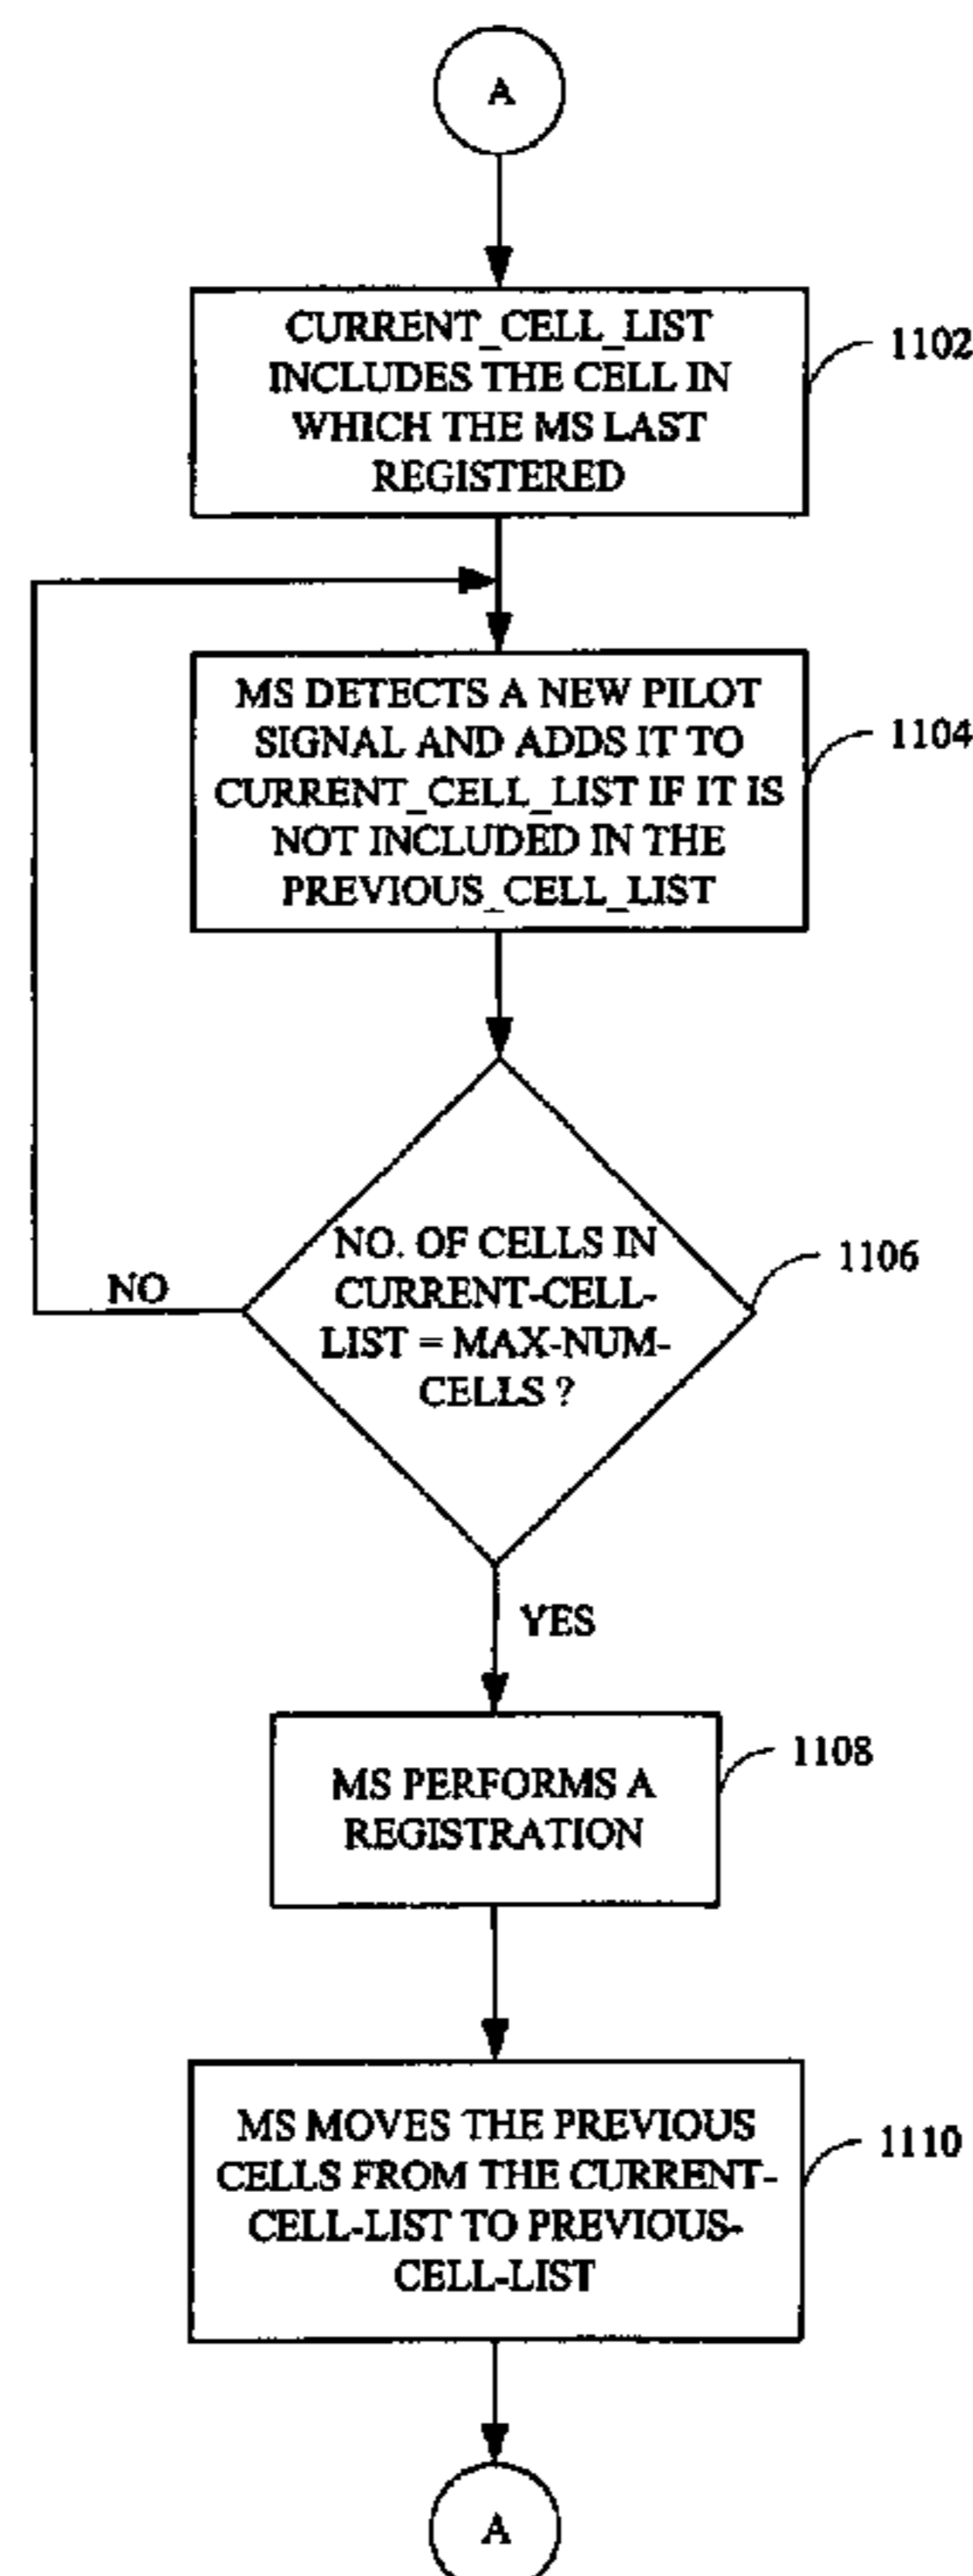 A
CURRENT_CELL_LIST
INCLUDES THE CELL IN
WHICH THE MS LAST
REGISTERED
1102
MS DETECTS A NEW PILOT
SIGNAL AND ADDS IT TO
CURRENT_CELL_LIST IF IT IS
NOT INCLUDED IN THE
PREVIOUS_CELL_LIST
1104
NO. OF CELLS IN
CURRENT-CELL-
LIST = MAX-NUM-
CELLS ?
1106
NO
YES
MS PERFORMS A
REGISTRATION
1108
MS MOVES THE PREVIOUS
CELLS FROM THE CURRENT-
CELL-LIST TO PREVIOUS-
CELL-LIST
1110
A